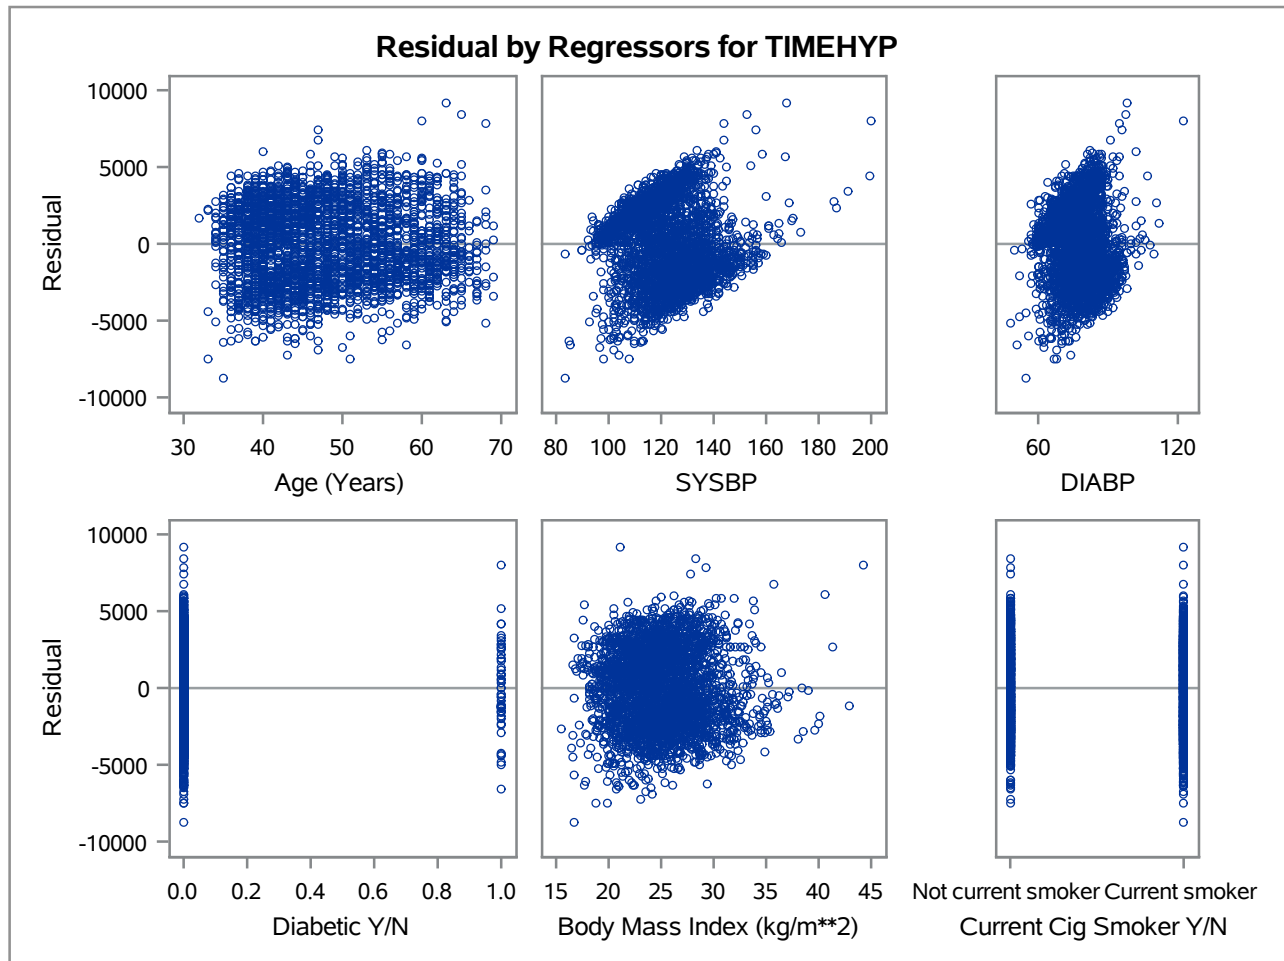 Residual by Regressors for TIMEHYP
10000
5000
0
-5000
-10000
Residual
30 40 50 60 70
Age (Years)
80 100 120 140 160 180 200
SYSBP
60 120
DIABP
10000
5000
0
-5000
-10000
Residual
0.0 0.2 0.4 0.6 0.8 1.0
Diabetic Y/N
15 20 25 30 35 40 45
Body Mass Index (kg/m**2)
Not current smoker Current smoker
Current Cig Smoker Y/N